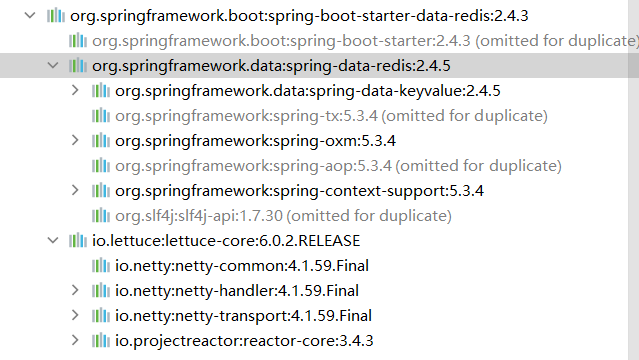 org.springframework.boot:spring-boot-starter-data-redis:2.4.3
org.springframework.boot:spring-boot-starter:2.4.3 (omitted for duplicate)
org.springframework.data:spring-data-redis:2.4.5
org.springframework.data:spring-data-keyvalue:2.4.5
org.springframework:spring-tx:5.3.4 (omitted for duplicate)
org.springframework:spring-oxm:5.3.4
org.springframework:spring-aop:5.3.4 (omitted for duplicate)
org.springframework:spring-context-support:5.3.4
org.slf4j:slf4j-api:1.7.30 (omitted for duplicate)
io.lettuce:lettuce-core:6.0.2.RELEASE
io.netty:netty-common:4.1.59.Final
io.netty:netty-handler:4.1.59.Final
io.netty:netty-transport:4.1.59.Final
io.projectreactor:reactor-core:3.4.3